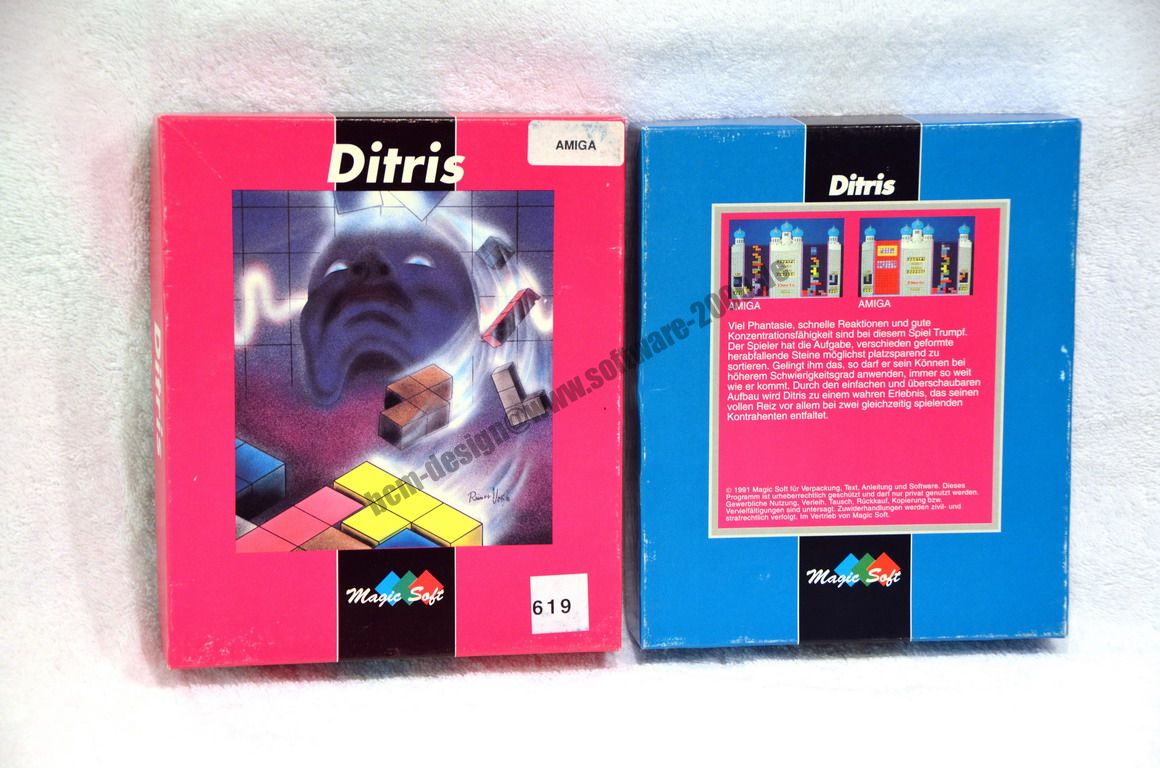 Ditris
AMIGA
DITRIS
Magic Soft
619
Ditris
AMIGA
AMIGA
Viel Phantasie, schnelle Reaktionen und gute
Konzentrationsfähigkeit sind bei diesem Spiel Trumpf.
Der Spieler hat die Aufgabe, verschieden geformte
herabfallende Steine möglichst platzsparend zu
sortieren. Gelingt ihm das, so darf er sein Können bei
höherem Schwierigkeitsgrad anwenden, immer so weit
wie er kommt. Durch den einfachen und überschaubaren
Aufbau wird Ditris zu einem wahren Erlebnis, das seinen
vollen Reiz vor allem bei zwei gleichzeitig spielenden
Kontrahenten entfaltet.
© 1991 Magic Soft für Verpackung, Text, Anleitung und Software. Dieses
Programm ist urheberrechtlich geschützt und darf nur privat genutzt werden.
Gewerbliche Nutzung, Verleih, Tausch, Rückkauf, Kopierung bzw.
Vervielfältigungen sind untersagt. Zuwiderhandlungen werden zivil- und
strafrechtlich verfolgt. Im Vertrieb von Magic Soft.
Magic Soft